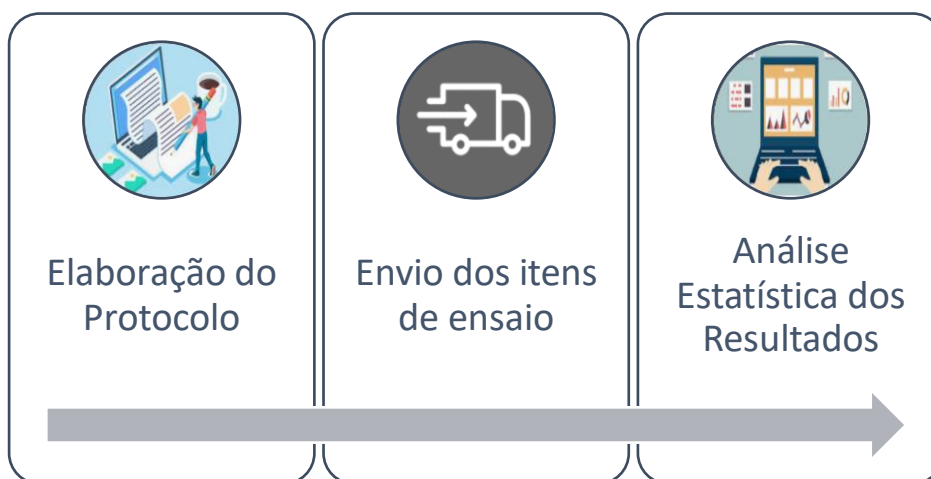 Elaboração do
Protocolo
Envio dos itens
de ensaio
Análise
Estatística dos
Resultados